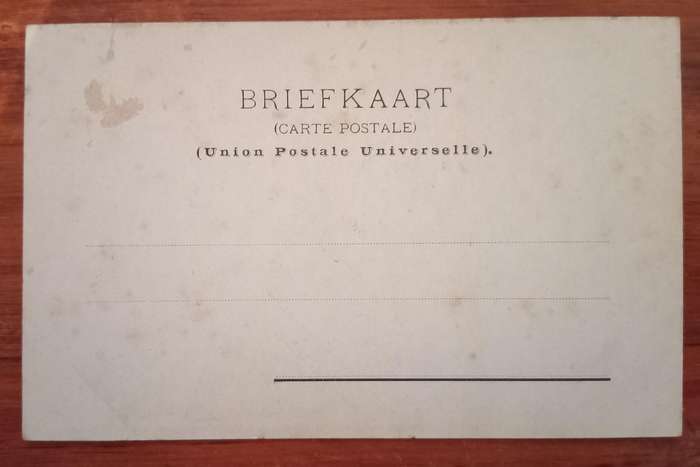 BRIEFKAART
(CARTE POSTALE)
(Union Postale Universelle).